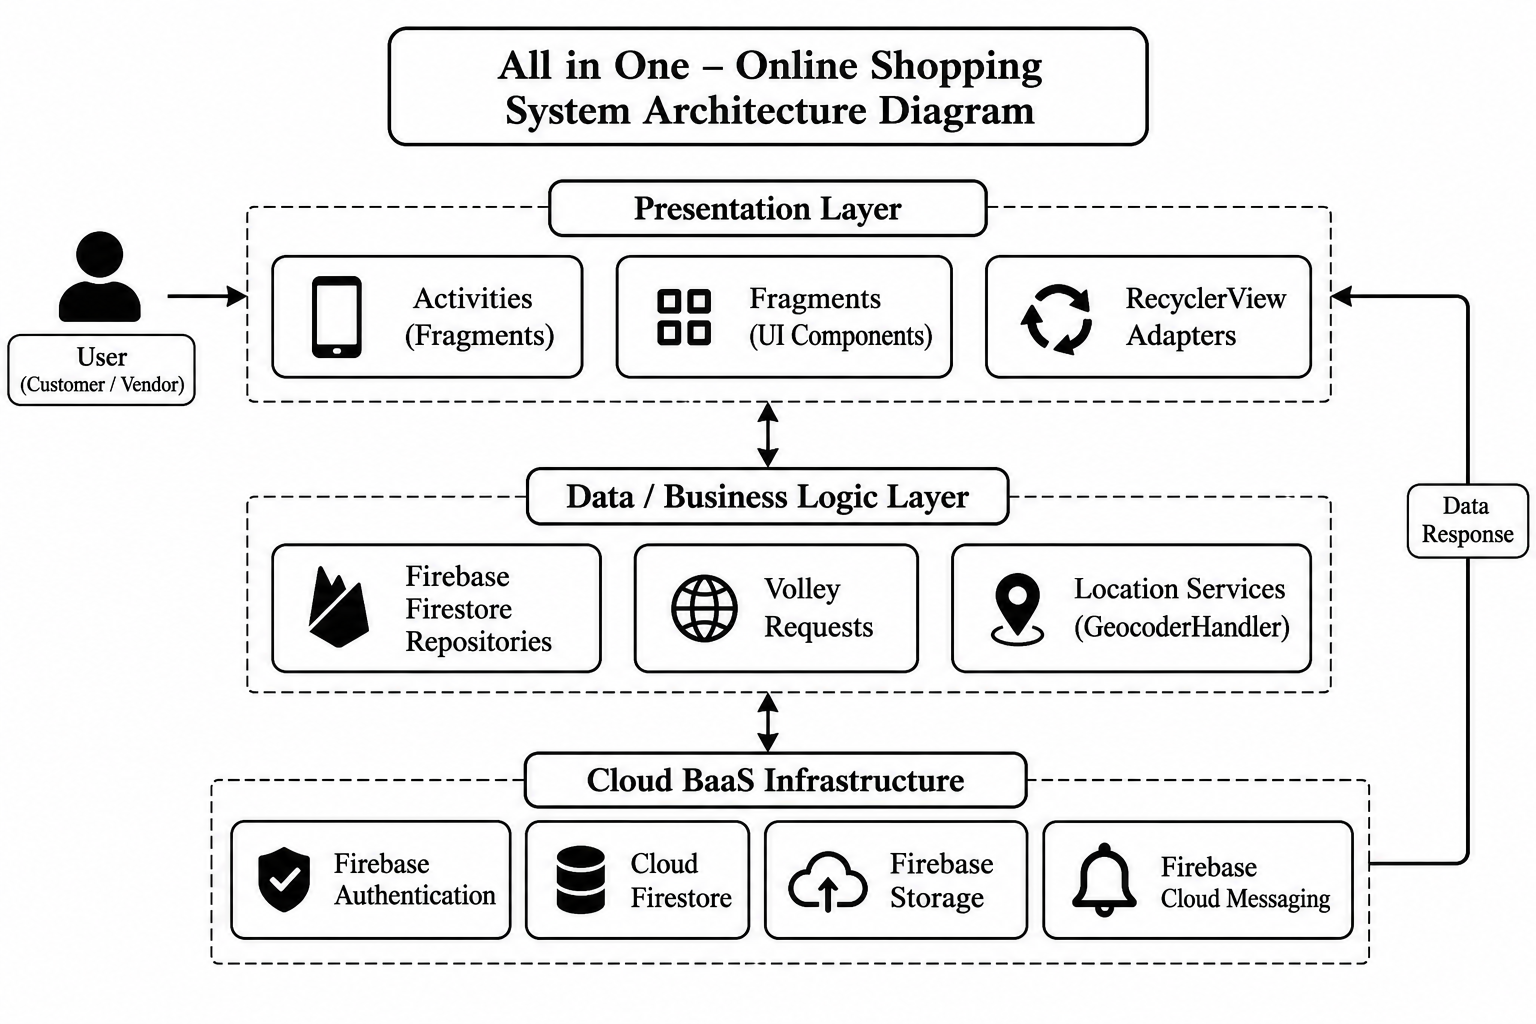 All in One – Online Shopping
System Architecture Diagram
Presentation Layer
User
(Customer / Vendor)
Activities
(Fragments)
Fragments
(UI Components)
RecyclerView
Adapters
Data / Business Logic Layer
Firebase
Firestore
Repositories
Volley
Requests
Location Services
(GeocoderHandler)
Data
Response
Cloud BaaS Infrastructure
Firebase
Authentication
Cloud
Firestore
Firebase
Storage
Firebase
Cloud Messaging